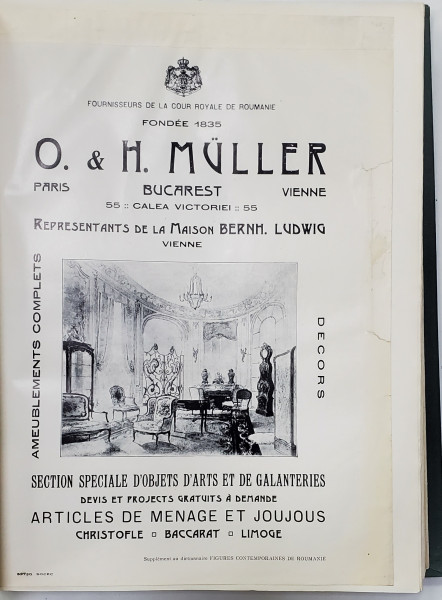 FOURNISSEURS DE LA COUR ROYALE DE ROUMANIE
FONDÉE 1835
O. & H. MÜLLER
PARIS BUCAREST VIENNE
55 :: CALEA VICTORIEI :: 55
REPRESENTANTS DE LA MAISON BERNH. LUDWIG
VIENNE
AMEUBLEMENTS COMPLETS
DECORS
SECTION SPECIALE D'OBJETS D'ARTS ET DE GALANTERIES
DEVIS ET PROJECTS GRATUITS À DEMANDE
ARTICLES DE MENAGE ET JOUJOUS
CHRISTOFLE □ BACCARAT □ LIMOGE
Supplément au dictionnaire FIGURES CONTEMPORAINES DE ROUMANIE